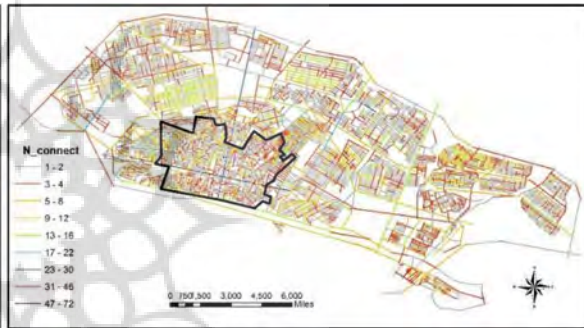 N_connect
1 - 2
3 - 4
5 - 8
9 - 12
13 - 16
17 - 22
23 - 30
31 - 46
47 - 72
0 750 1,500 3,000 4,500 6,000
Miles